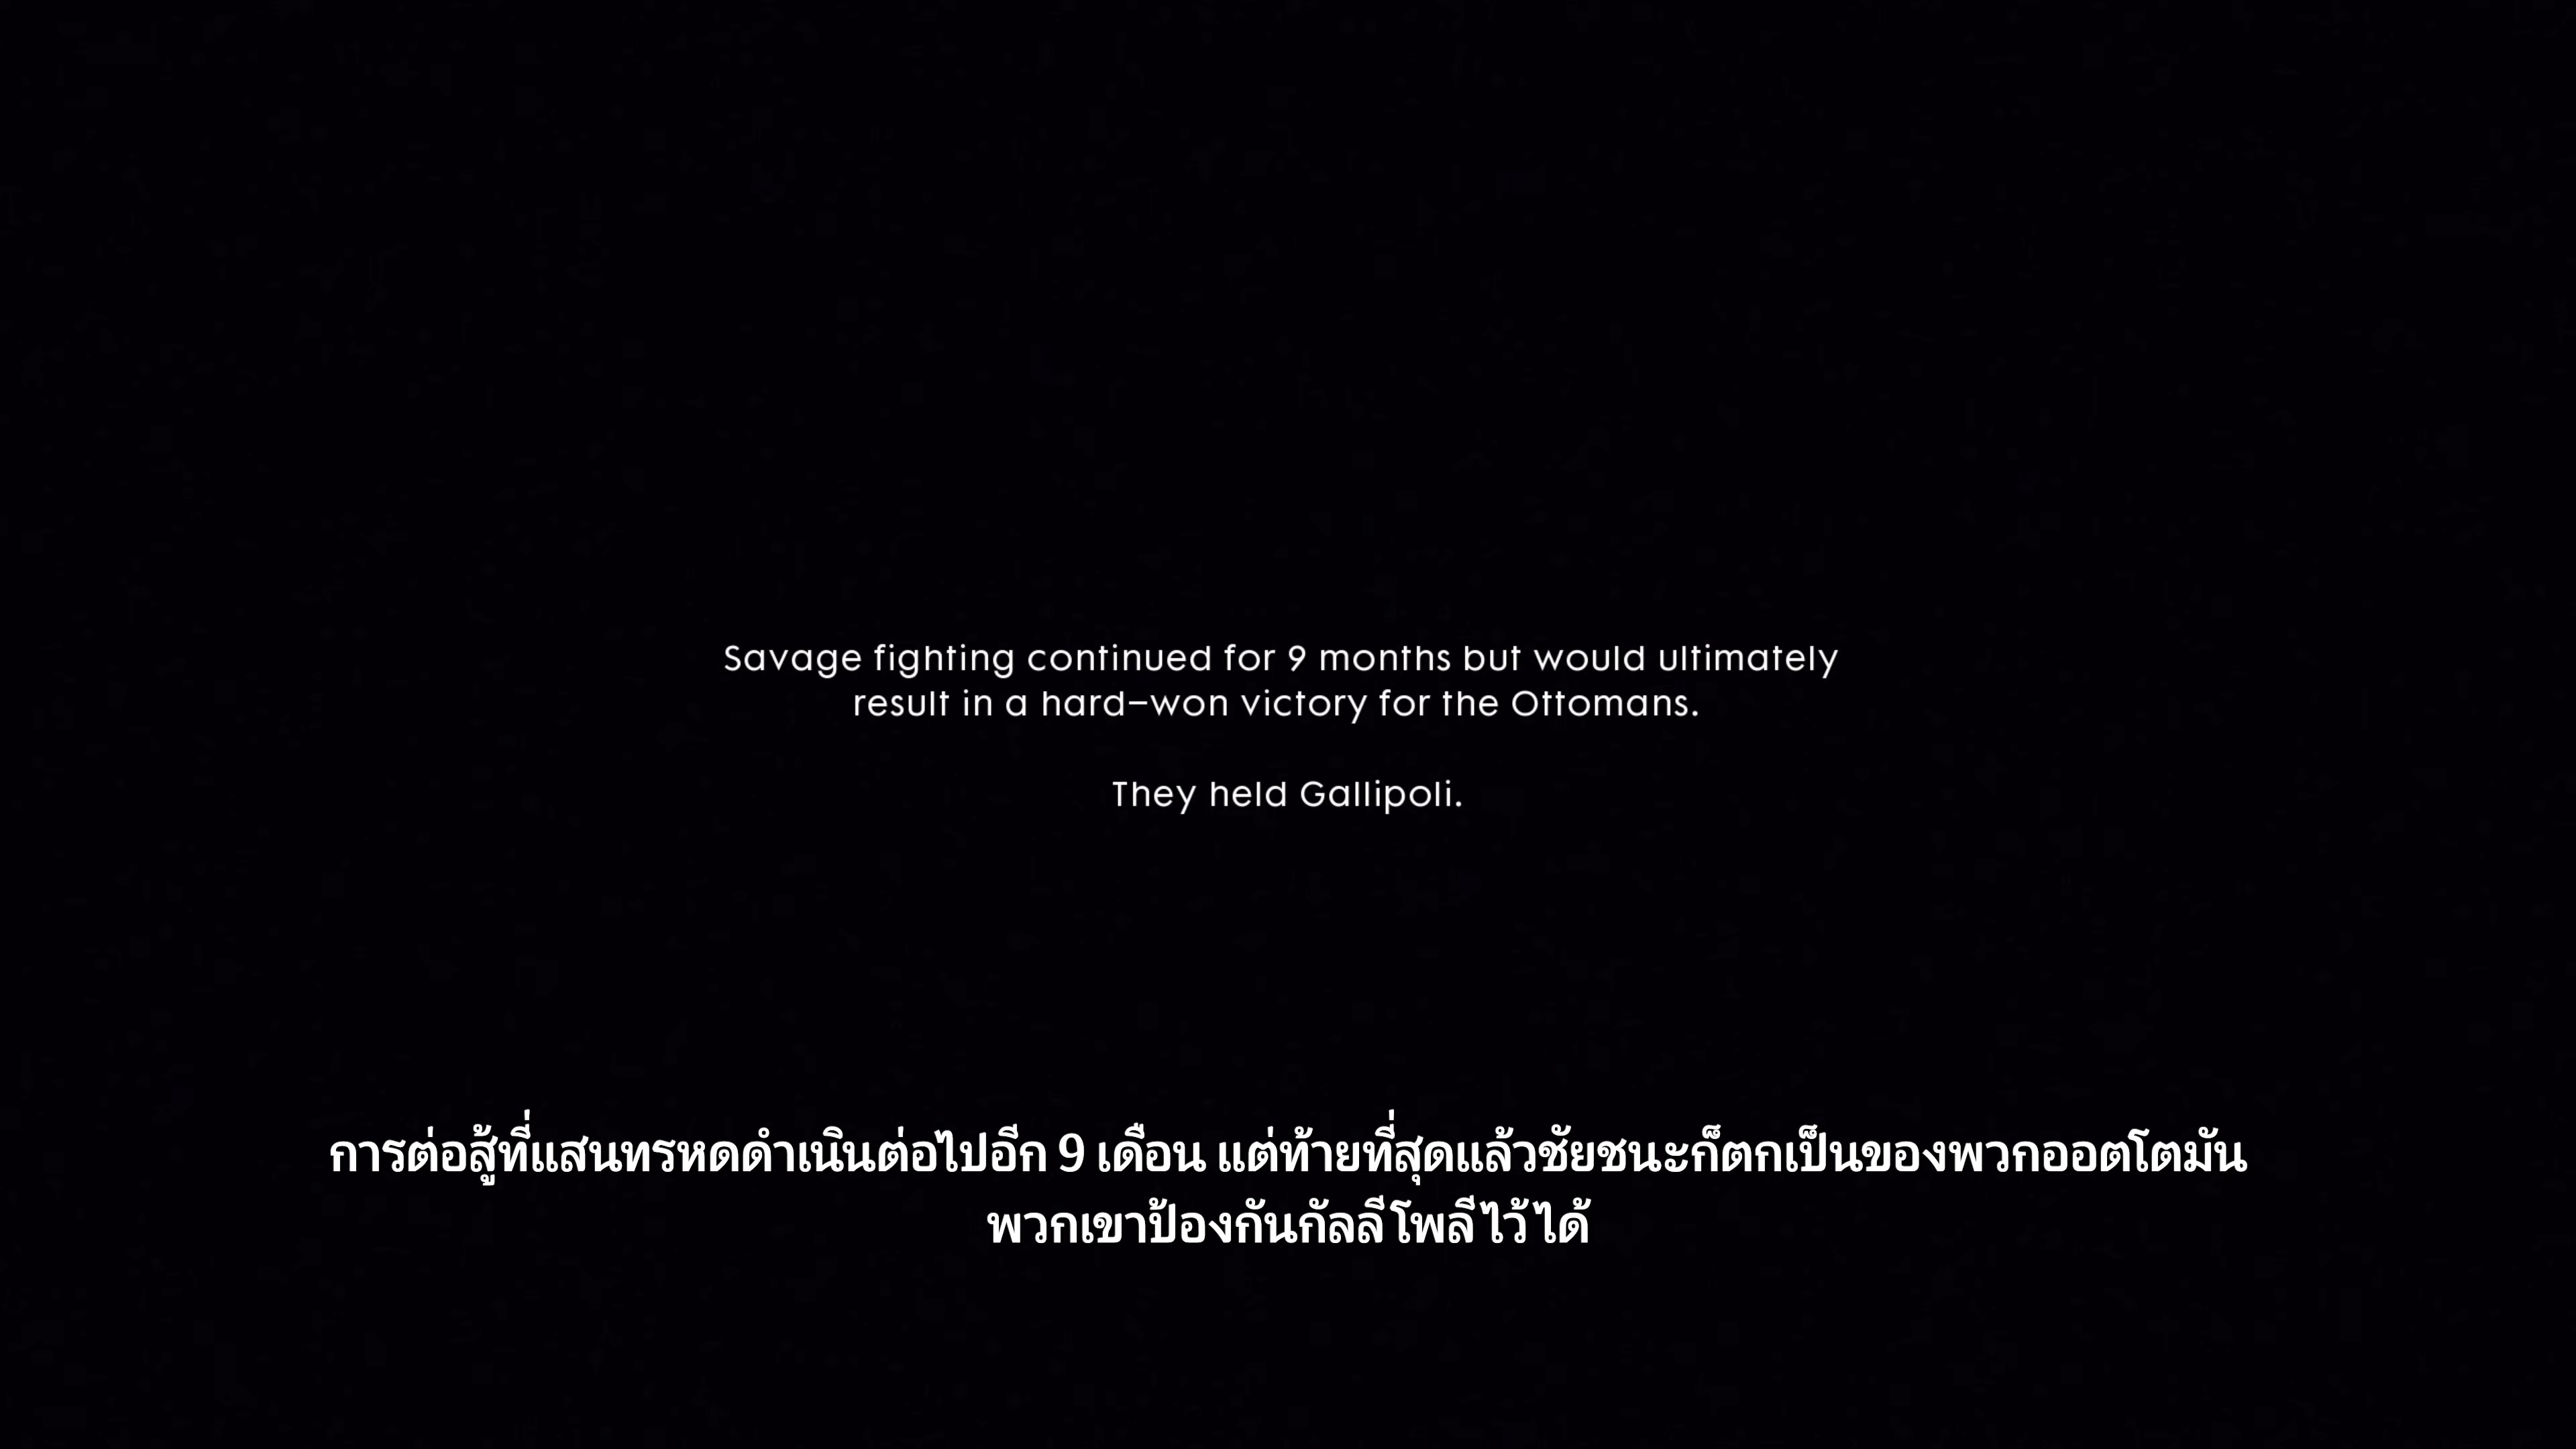 Savage fighting continued for 9 months but would ultimately
result in a hard-won victory for the Ottomans.
They held Gallipoli.
การต่อสู้ที่แสนทรหดดำเนินต่อไปอีก 9 เดือน แต่ท้ายที่สุดแล้วชัยชนะก็ตกเป็นของพวกออตโตมัน
พวกเขาป้องกันกัลลีโพลีไว้ได้